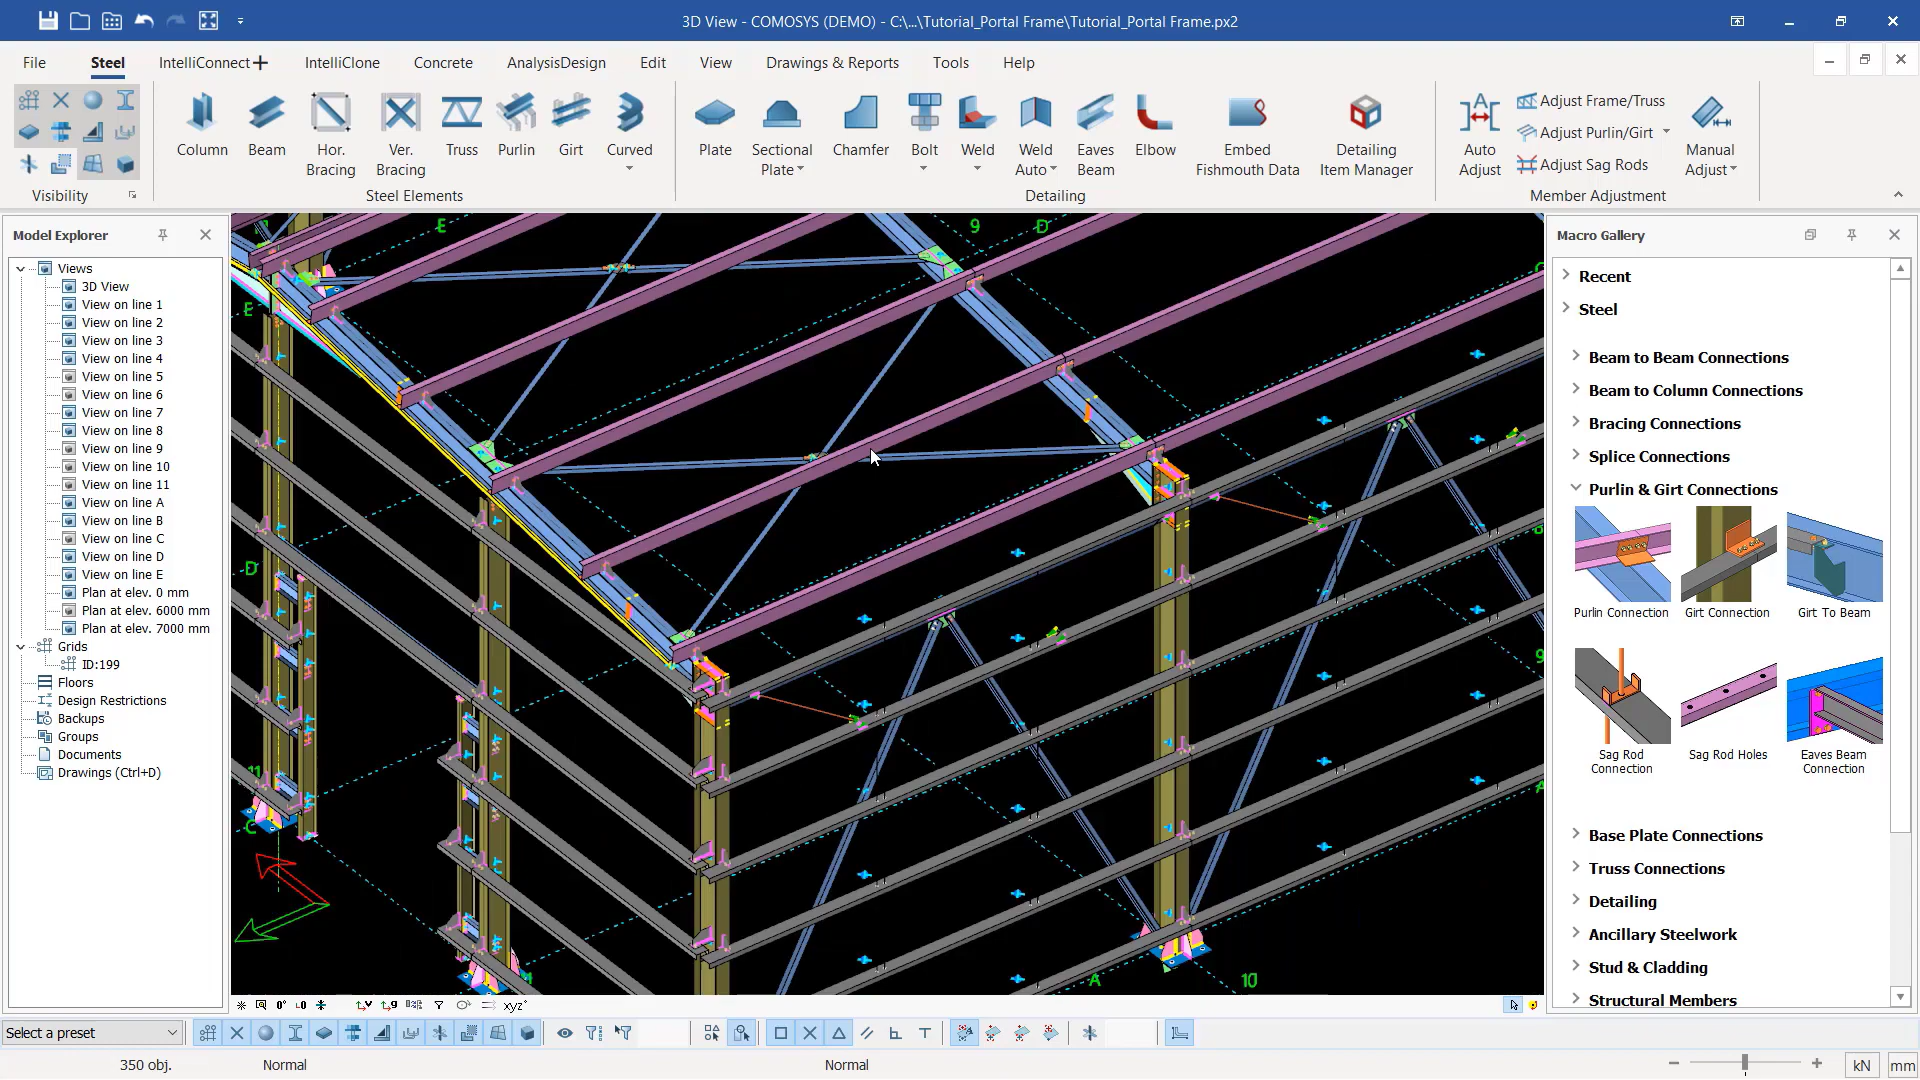 3D View - COMOSYS (DEMO) - C:\...\Tutorial_Portal Frame\Tutorial_Portal Frame.px2
File
Steel
IntelliConnect+
IntelliClone
Concrete
AnalysisDesign
Edit
View
Drawings & Reports
Tools
Help
Column
Beam
Hor.
Bracing
Ver.
Bracing
Truss
Purlin
Girt
Curved
Plate
Sectional
Plate
Chamfer
Bolt
Weld
Weld
Auto
Eaves
Beam
Elbow
Embed
Fishmouth Data
Detailing
Item Manager
Auto
Adjust
Adjust Frame/Truss
Adjust Purlin/Girt
Adjust Sag Rods
Manual
Adjust
Visibility
Steel Elements
Detailing
Member Adjustment
Model Explorer
Views
3D View
View on line 1
View on line 2
View on line 3
View on line 4
View on line 5
View on line 6
View on line 7
View on line 8
View on line 9
View on line 10
View on line 11
View on line A
View on line B
View on line C
View on line D
View on line E
Plan at elev. 0 mm
Plan at elev. 6000 mm
Plan at elev. 7000 mm
Grids
ID:199
Floors
Design Restrictions
Backups
Groups
Documents
Drawings (Ctrl+D)
E
9
D
E
D
11
C
A
10
9
Macro Gallery
Recent
Steel
Beam to Beam Connections
Beam to Column Connections
Bracing Connections
Splice Connections
Purlin & Girt Connections
Purlin Connection
Girt Connection
Girt To Beam
Sag Rod
Connection
Sag Rod Holes
Eaves Beam
Connection
Base Plate Connections
Truss Connections
Detailing
Ancillary Steelwork
Stud & Cladding
Structural Members
xyz
Select a preset
350 obj.
Normal
Normal
kN
mm